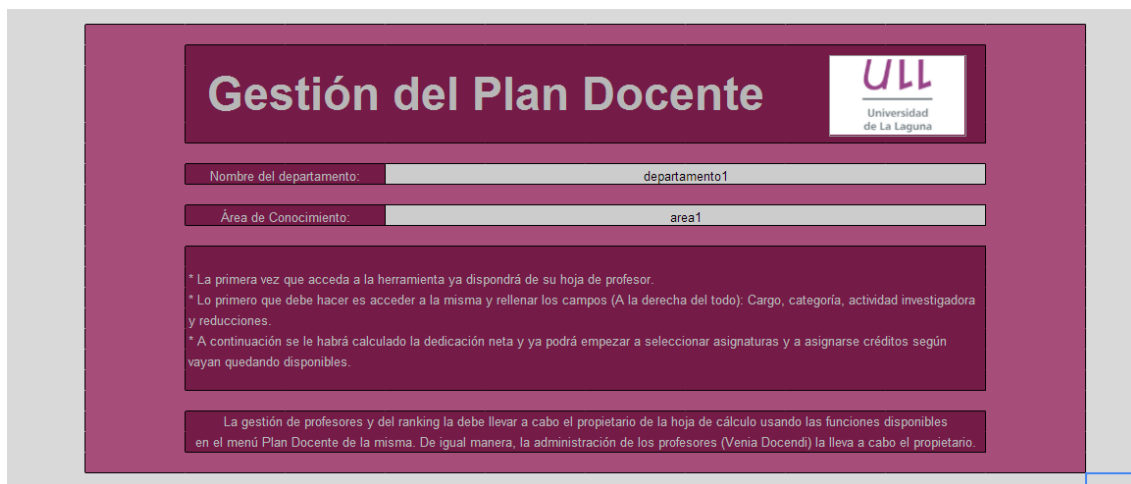 Gestión del Plan Docente
ULL
Universidad
de La Laguna
Nombre del departamento:
departamento1
Área de Conocimiento:
area1
* La primera vez que acceda a la herramienta ya dispondrá de su hoja de profesor.
* Lo primero que debe hacer es acceder a la misma y rellenar los campos (A la derecha del todo): Cargo, categoría, actividad investigadora
y reducciones.
* A continuación se le habrá calculado la dedicación neta y ya podrá empezar a seleccionar asignaturas y a asignarse créditos según
vayan quedando disponibles.
La gestión de profesores y del ranking la debe llevar a cabo el propietario de la hoja de cálculo usando las funciones disponibles
en el menú Plan Docente de la misma. De igual manera, la administración de los profesores (Venia Docendi) la lleva a cabo el propietario.